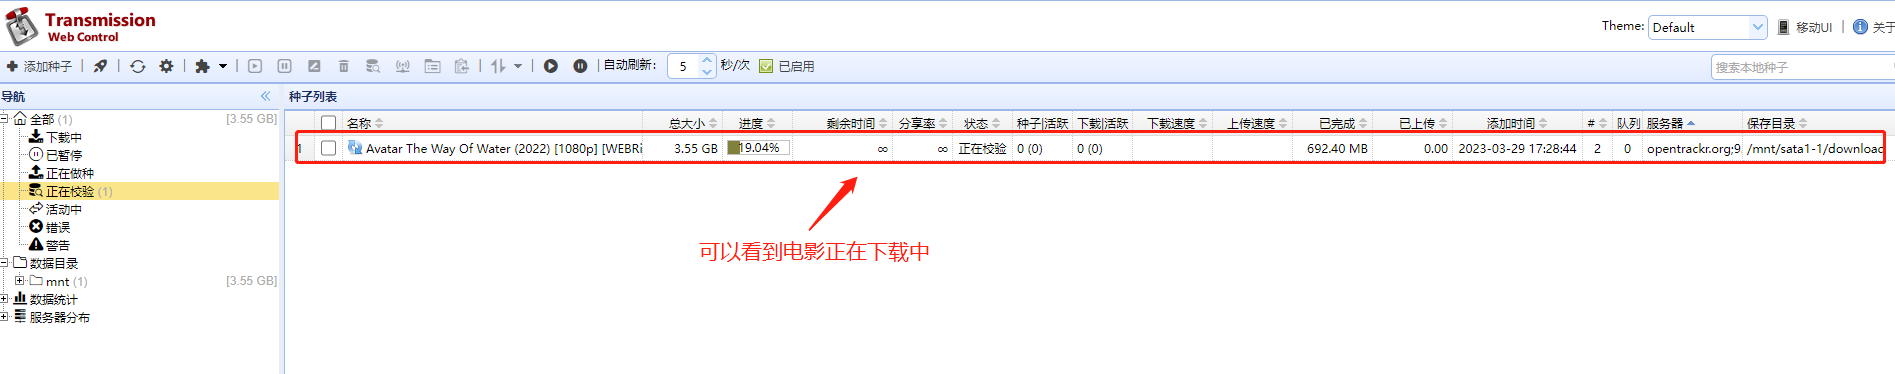 Transmission
Web Control
Theme: Default 移动UI 关于
添加种子 自动刷新: 5 秒/次 已启用 搜索本地种子
导航
种子列表
全部 (1) [3.55 GB]
下载中
已暂停
正在做种
正在校验 (1)
活动中
错误
警告
数据目录
mnt (1) [3.55 GB]
数据统计
服务器分布
名称 总大小 进度 剩余时间 分享率 状态 种子|活跃 下载|活跃 下载速度 上传速度 已完成 已上传 添加时间 # 队列 服务器 保存目录
1 Avatar The Way Of Water (2022) [1080p] [WEBRi 3.55 GB 19.04% ∞ ∞ 正在校验 0 (0) 0 (0) 692.40 MB 0.00 2023-03-29 17:28:44 2 0 opentrackr.org;9 /mnt/sata1-1/download
可以看到电影正在下载中